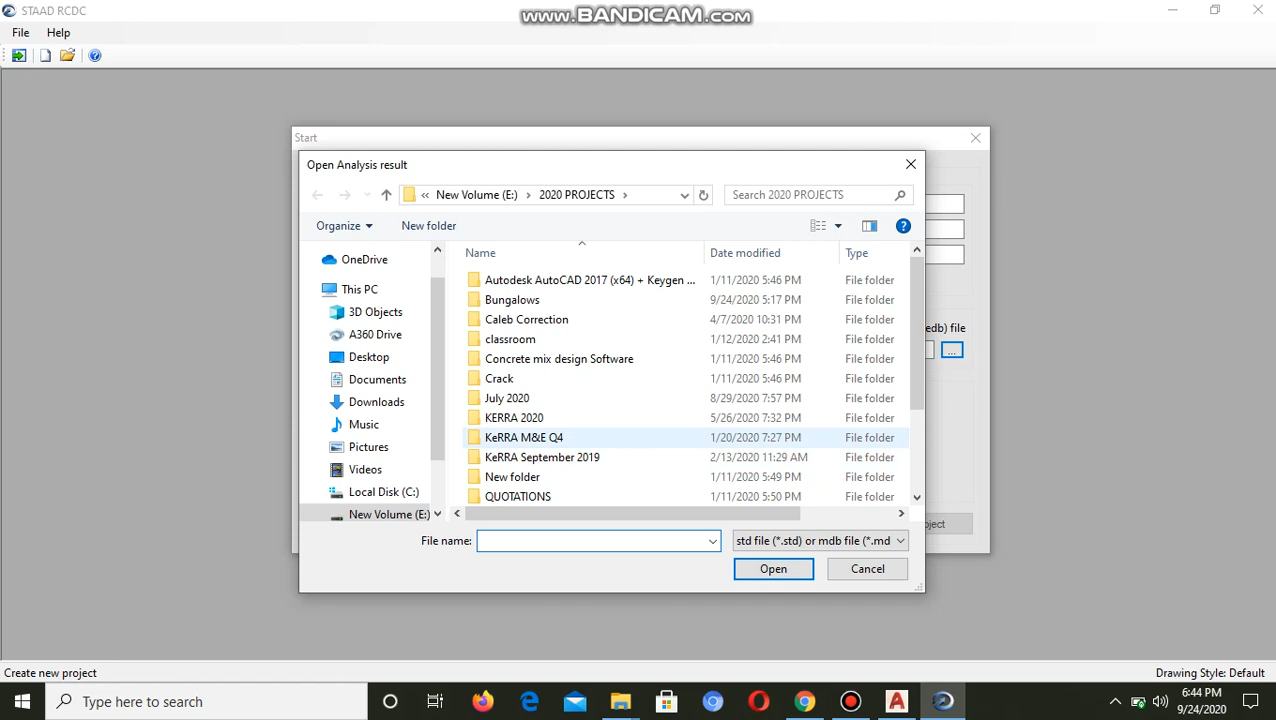 STAAD RCDC
www.BANDICAM.com
File Help
Start
Open Analysis result
« New Volume (E:) › 2020 PROJECTS ›
Search 2020 PROJECTS
Organize New folder
Name Date modified Type
OneDrive
This PC
3D Objects
A360 Drive
Desktop
Documents
Downloads
Music
Pictures
Videos
Local Disk (C:)
New Volume (E:)
Autodesk AutoCAD 2017 (x64) + Keygen ... 1/11/2020 5:46 PM File folder
Bungalows 9/24/2020 5:17 PM File folder
Caleb Correction 4/7/2020 10:31 PM File folder
classroom 1/12/2020 2:41 PM File folder
Concrete mix design Software 1/11/2020 5:46 PM File folder
Crack 1/11/2020 5:46 PM File folder
July 2020 8/29/2020 7:57 PM File folder
KERRA 2020 5/26/2020 7:32 PM File folder
KeRRA M&E Q4 1/20/2020 7:27 PM File folder
KeRRA September 2019 2/13/2020 11:29 AM File folder
New folder 1/11/2020 5:49 PM File folder
QUOTATIONS 1/11/2020 5:50 PM File folder
edb) file
...
oject
File name:
std file (*.std) or mdb file (*.md
Open Cancel
Create new project
Drawing Style: Default
Type here to search
6:44 PM
9/24/2020